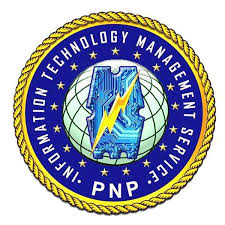 INFORMATION TECHNOLOGY MANAGEMENT SERVICE
PNP